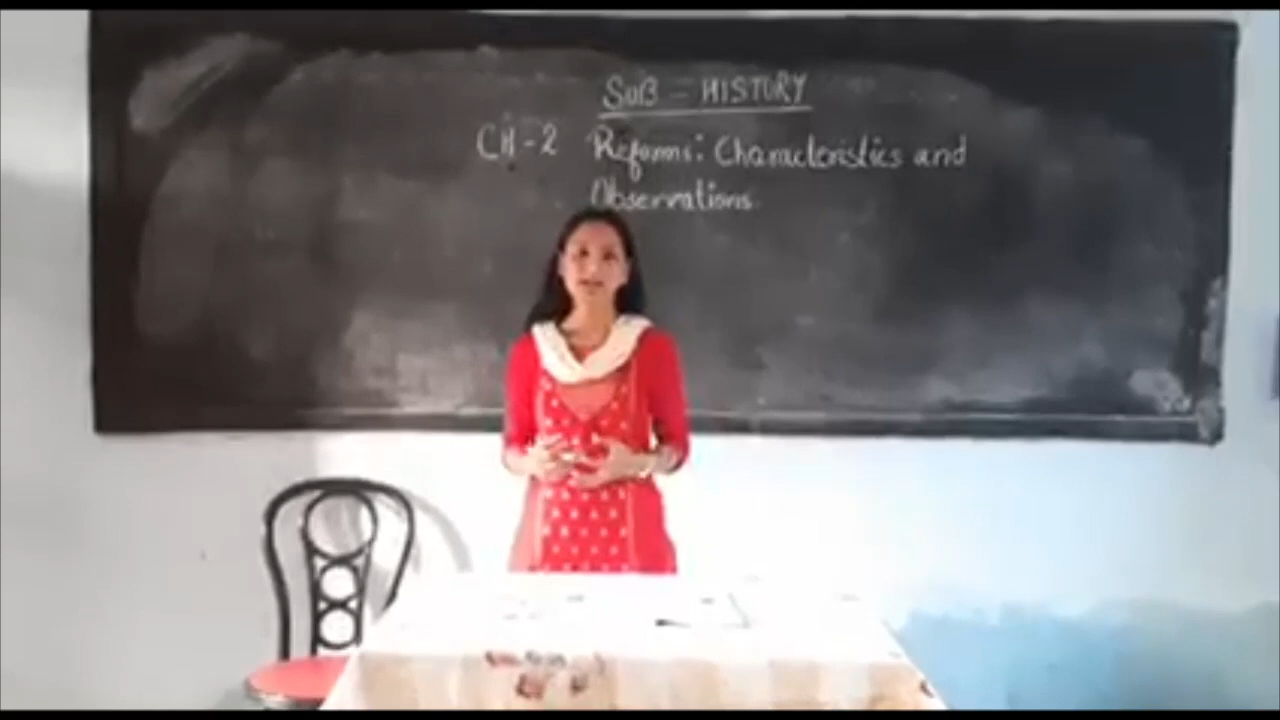 SUB - HISTORY
CH-2 Reforms: Characteristics and
Observations.